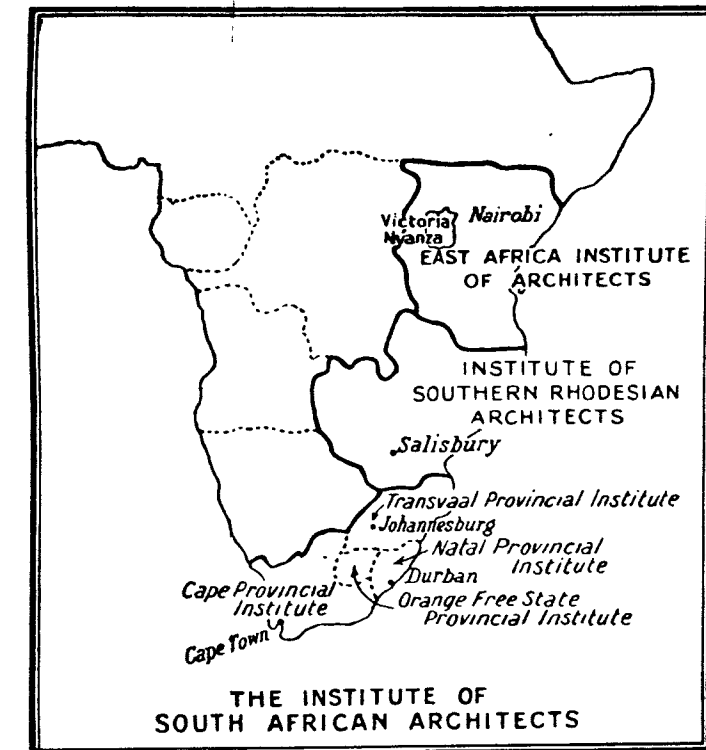 Victoria
Nyanza
Nairobi
EAST AFRICA INSTITUTE
OF ARCHITECTS
INSTITUTE OF
SOUTHERN RHODESIAN
ARCHITECTS
Salisbury
Transvaal Provincial Institute
Johannesburg
Natal Provincial
Institute
Durban
Cape Provincial
Institute
Orange Free State
Provincial Institute
Cape Town
THE INSTITUTE OF
SOUTH AFRICAN ARCHITECTS